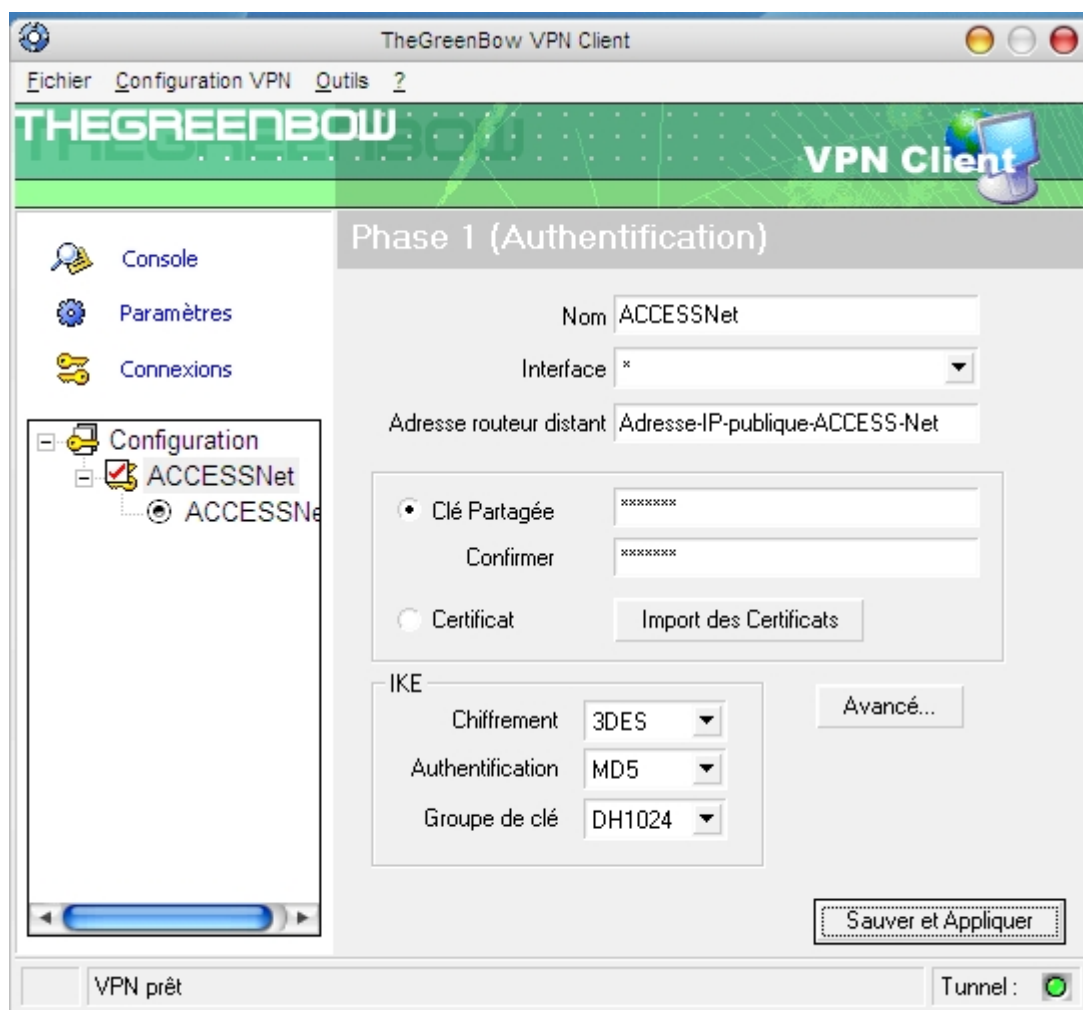 TheGreenBow VPN Client
Fichier Configuration VPN Outils ?
THEGREENBOW
VPN Client
Console
Paramètres
Connexions
Configuration
ACCESSNet
ACCESSNe
Phase 1 (Authentification)
Nom ACCESSNet
Interface *
Adresse routeur distant Adresse-IP-publique-ACCESS-Net
Clé Partagée *******
Confirmer *******
Certificat Import des Certificats
IKE
Chiffrement 3DES
Authentification MD5
Groupe de clé DH1024
Avancé...
Sauver et Appliquer
VPN prêt Tunnel :